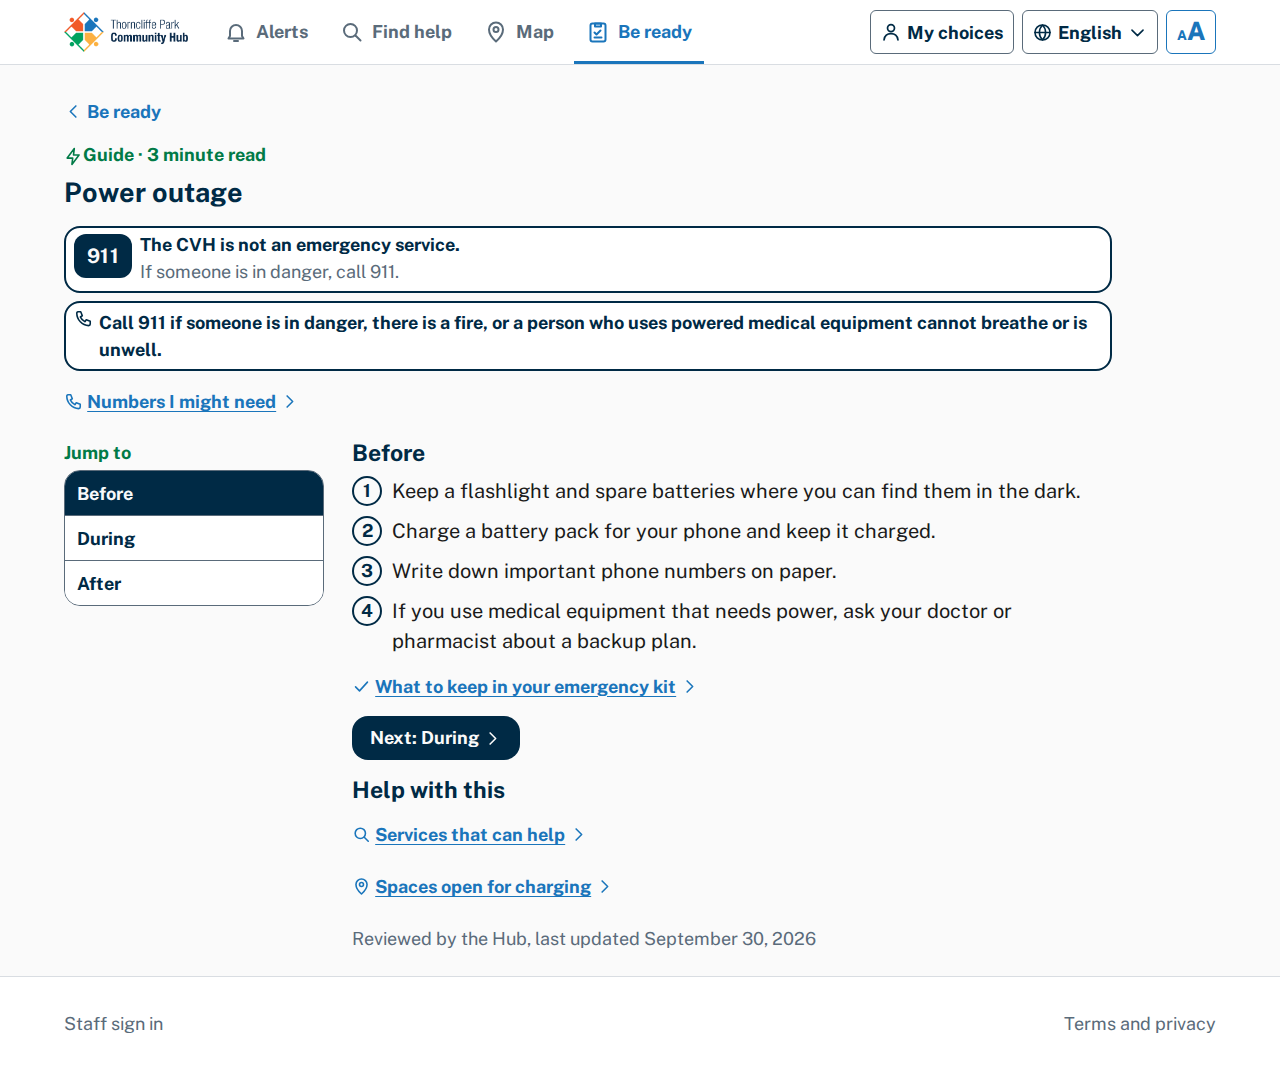 Thorncliffe Park
Community Hub
Alerts
Find help
Map
Be ready
My choices
English
AA
Be ready
Guide · 3 minute read
Power outage
911
The CVH is not an emergency service.
If someone is in danger, call 911.
Call 911 if someone is in danger, there is a fire, or a person who uses powered medical equipment cannot breathe or is
unwell.
Numbers I might need
Jump to
Before
During
After
Before
1 Keep a flashlight and spare batteries where you can find them in the dark.
2 Charge a battery pack for your phone and keep it charged.
3 Write down important phone numbers on paper.
4 If you use medical equipment that needs power, ask your doctor or
pharmacist about a backup plan.
What to keep in your emergency kit
Next: During
Help with this
Services that can help
Spaces open for charging
Reviewed by the Hub, last updated September 30, 2026
Staff sign in
Terms and privacy